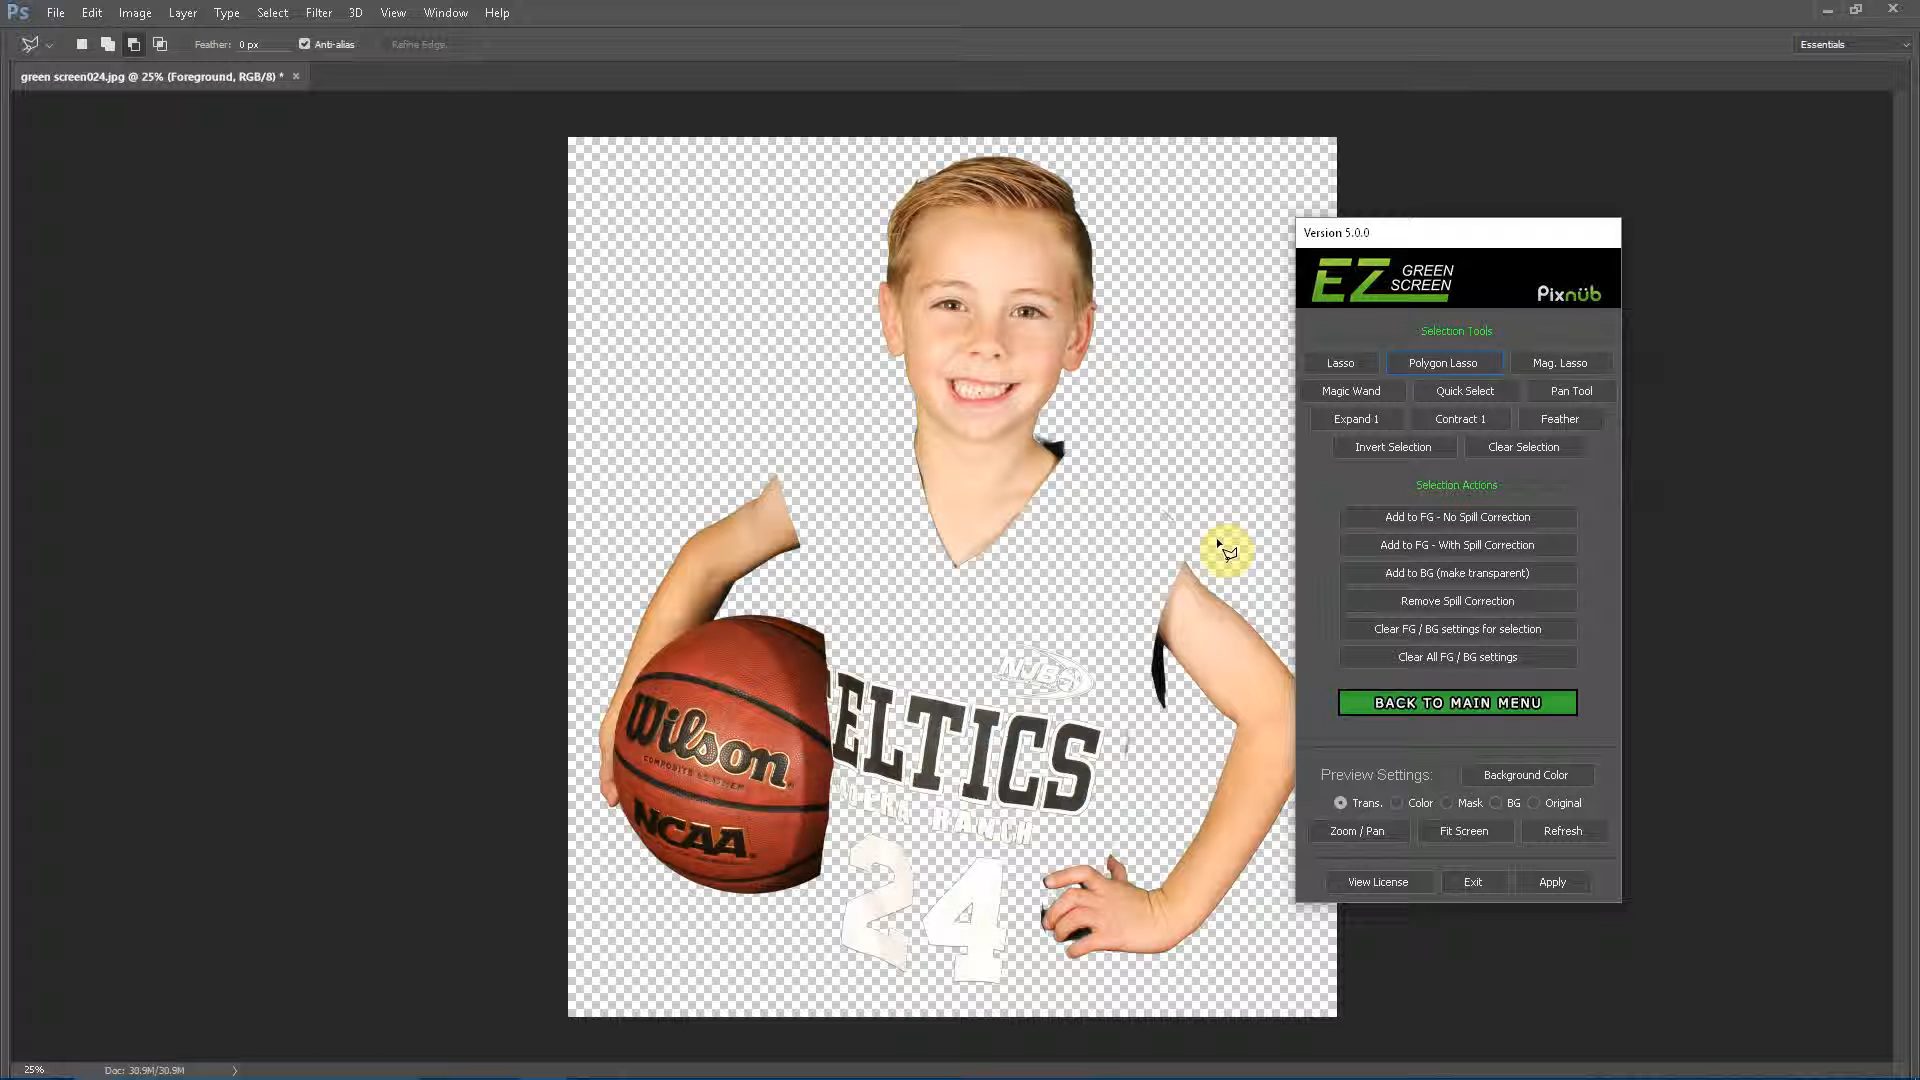 Ps File Edit Image Layer Type Select Filter 3D View Window Help
Feather: 0 px Anti-alias Refine Edge.. Essentials
green screen024.jpg @ 25% (Foreground, RGB/8) * ×
Version 5.0.0
EZ GREEN SCREEN Pixnüb
Selection Tools
Lasso Polygon Lasso Mag. Lasso
Magic Wand Quick Select Pan Tool
Expand 1 Contract 1 Feather
Invert Selection Clear Selection
Selection Actions
Add to FG - No Spill Correction
Add to FG - With Spill Correction
Add to BG (make transparent)
Remove Spill Correction
Clear FG / BG settings for selection
Clear All FG / BG settings
BACK TO MAIN MENU
Preview Settings: Background Color
Trans. Color Mask BG Original
Zoom / Pan Fit Screen Refresh
View License Exit Apply
NJB
ELTICS
RANCH
24
Wilson
COMPOSITE LEATHER
NCAA
25% Doc: 30.9M/30.9M